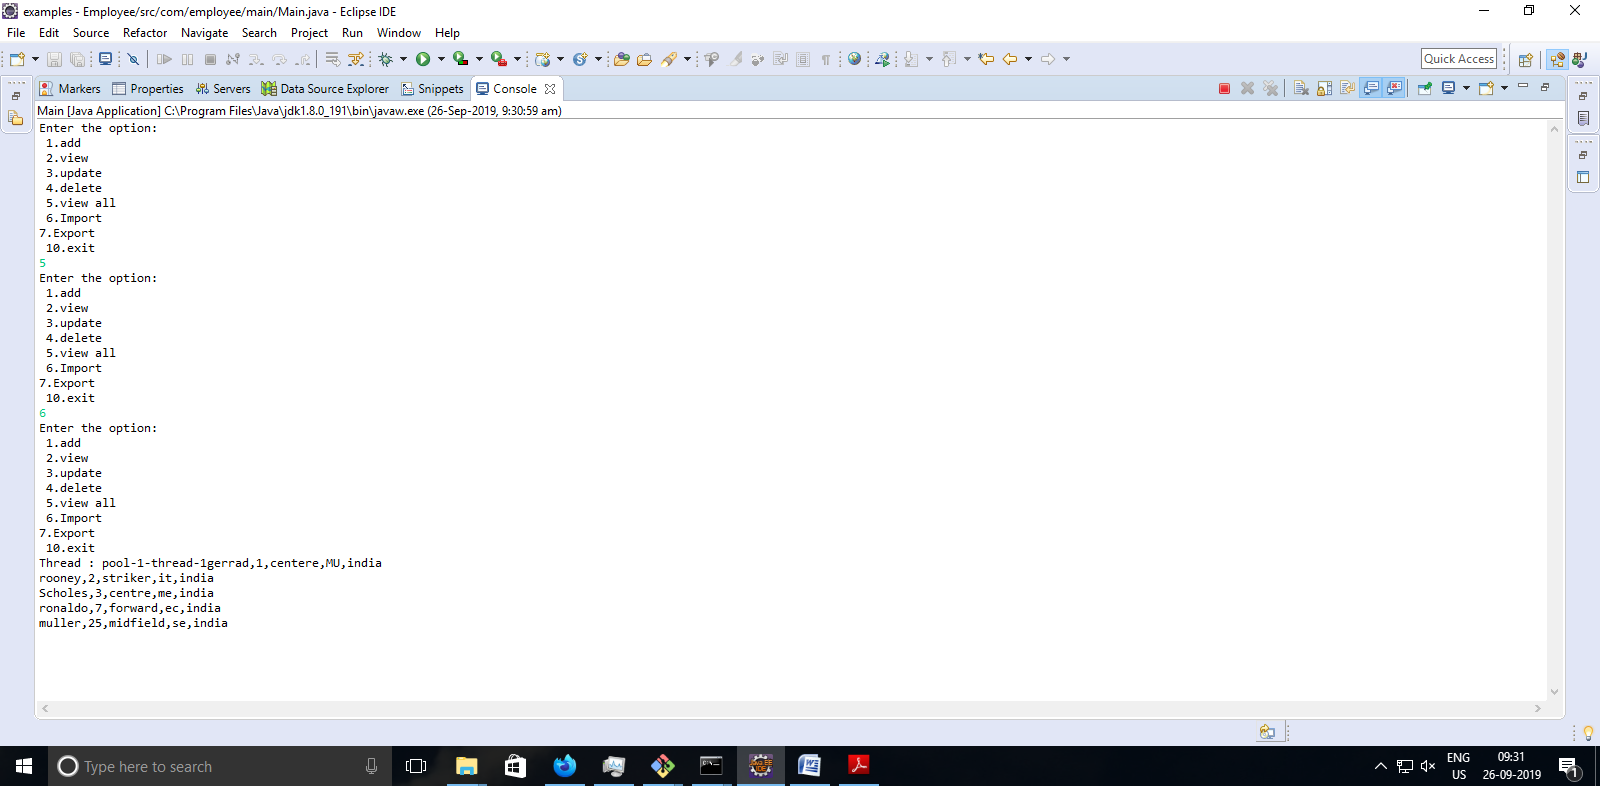 examples - Employee/src/com/employee/main/Main.java - Eclipse IDE
File Edit Source Refactor Navigate Search Project Run Window Help
Quick Access
Markers Properties Servers Data Source Explorer Snippets Console
Main [Java Application] C:\Program Files\Java\jdk1.8.0_191\bin\javaw.exe (26-Sep-2019, 9:30:59 am)
Enter the option:
1.add
2.view
3.update
4.delete
5.view all
6.Import
7.Export
10.exit
5
Enter the option:
1.add
2.view
3.update
4.delete
5.view all
6.Import
7.Export
10.exit
6
Enter the option:
1.add
2.view
3.update
4.delete
5.view all
6.Import
7.Export
10.exit
Thread : pool-1-thread-1gerrad,1,centere,MU,india
rooney,2,striker,it,india
Scholes,3,centre,me,india
ronaldo,7,forward,ec,india
muller,25,midfield,se,india
Type here to search
ENG
US
09:31
26-09-2019
1